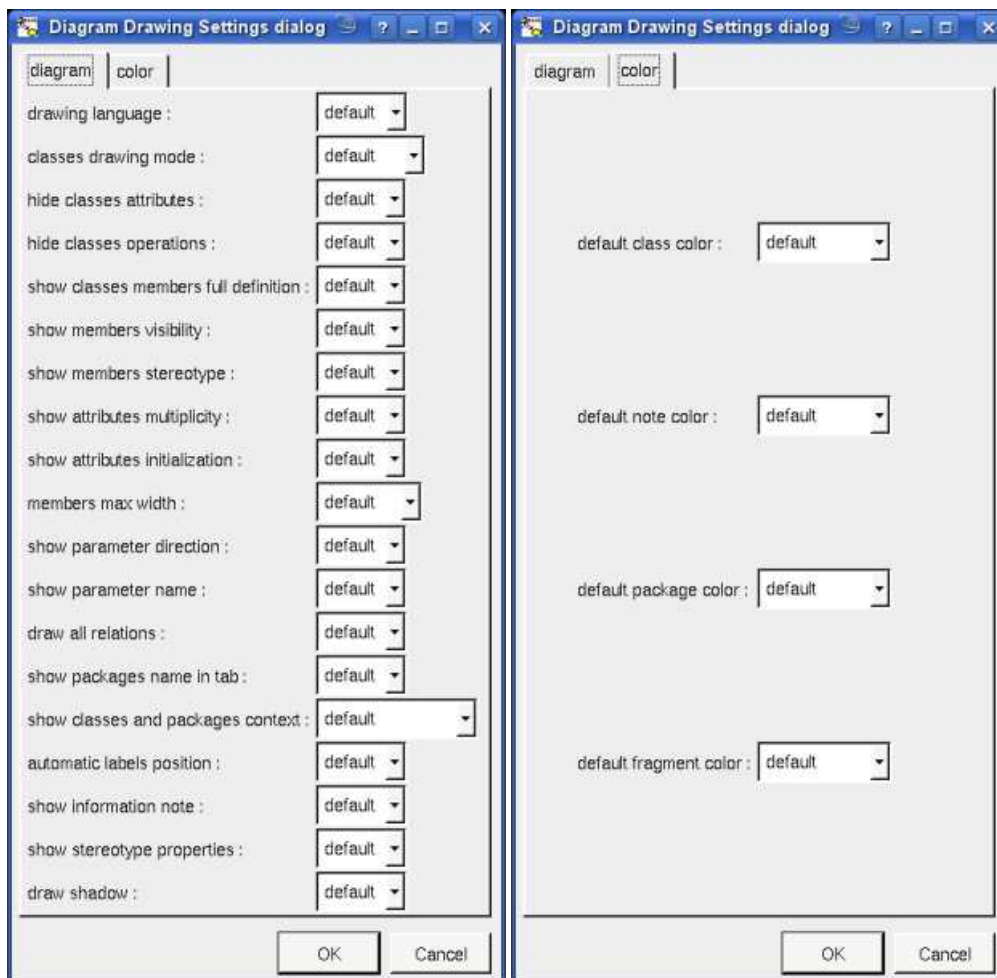 Diagram Drawing Settings dialog
diagram color
drawing language : default
classes drawing mode : default
hide classes attributes : default
hide classes operations : default
show classes members full definition : default
show members visibility : default
show members stereotype : default
show attributes multiplicity : default
show attributes initialization : default
members max width : default
show parameter direction : default
show parameter name : default
draw all relations : default
show packages name in tab : default
show classes and packages context : default
automatic labels position : default
show information note : default
show stereotype properties : default
draw shadow : default
OK Cancel
Diagram Drawing Settings dialog
diagram color
default class color : default
default note color : default
default package color : default
default fragment color : default
OK Cancel